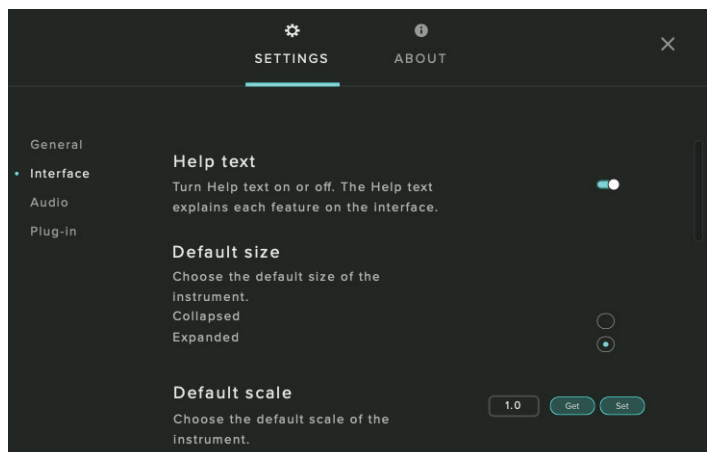 SETTINGS
ABOUT
General
Interface
Audio
Plug-in
Help text
Turn Help text on or off. The Help text
explains each feature on the interface.
Default size
Choose the default size of the
instrument.
Collapsed
Expanded
Default scale
Choose the default scale of the
instrument.
1.0
Get
Set